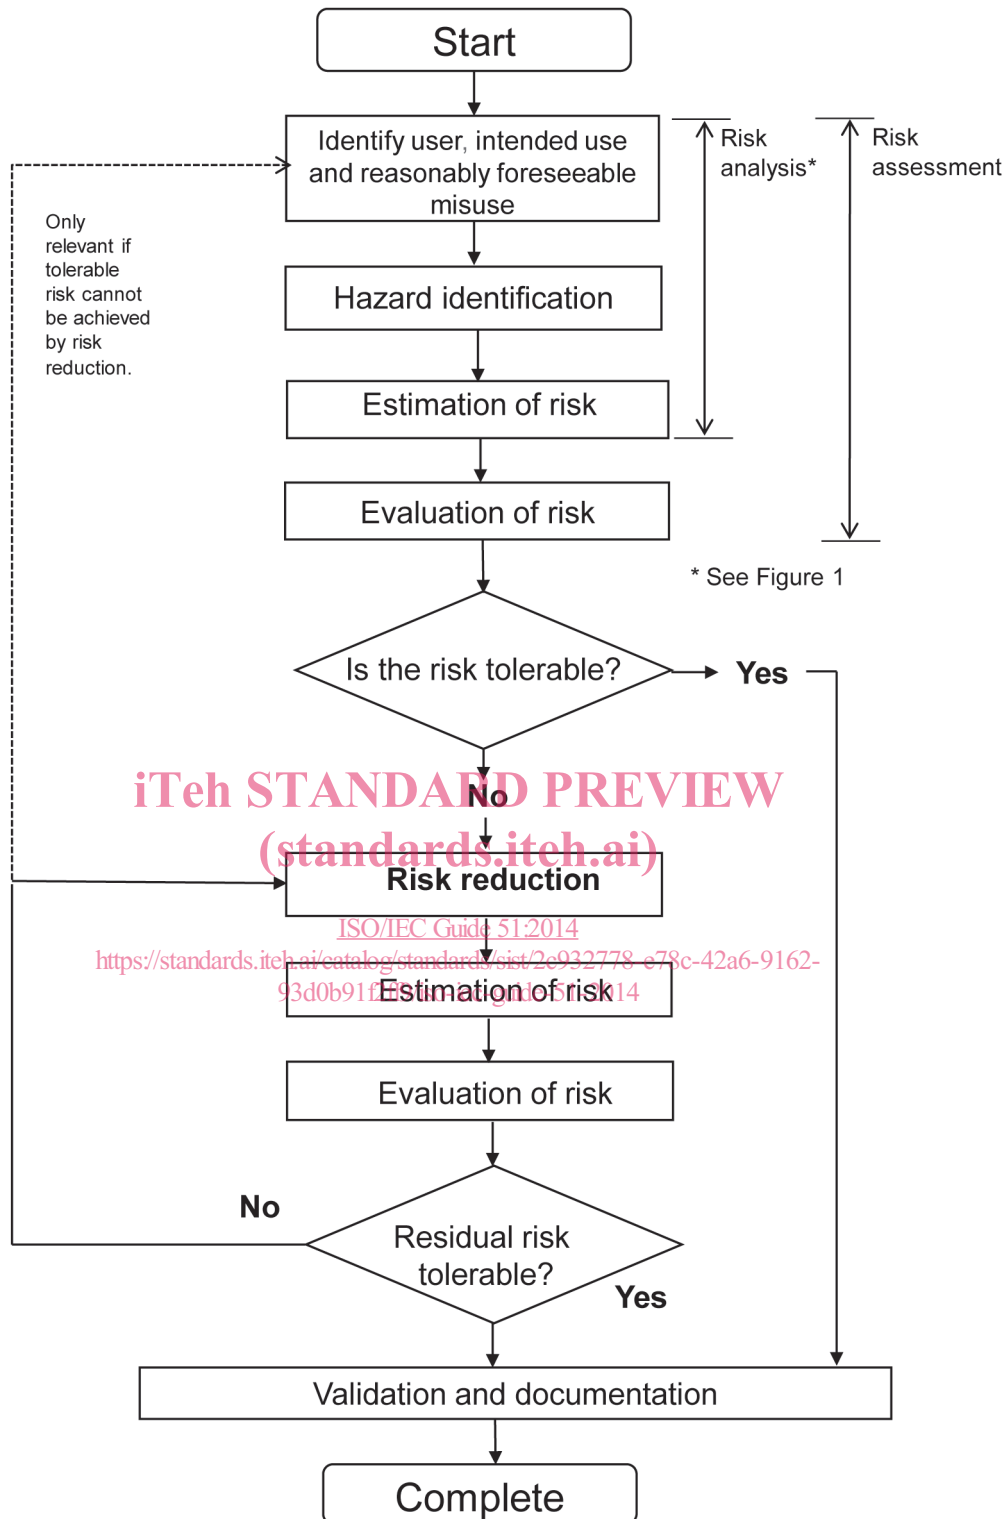 Start
Identify user, intended use
and reasonably foreseeable
misuse
Risk
analysis*
Risk
assessment
Only
relevant if
tolerable
risk cannot
be achieved
by risk
reduction.
Hazard identification
Estimation of risk
Evaluation of risk
* See Figure 1
Is the risk tolerable?
Yes
iTeh STANDARD PREVIEW
No
(standards.iteh.ai)
Risk reduction
ISO/IEC Guide 51:2014
https://standards.iteh.ai/catalog/standards/sist/2c932778-e78c-42a6-9162-
Estimation of risk
Evaluation of risk
No
Residual risk
tolerable?
Yes
Validation and documentation
Complete